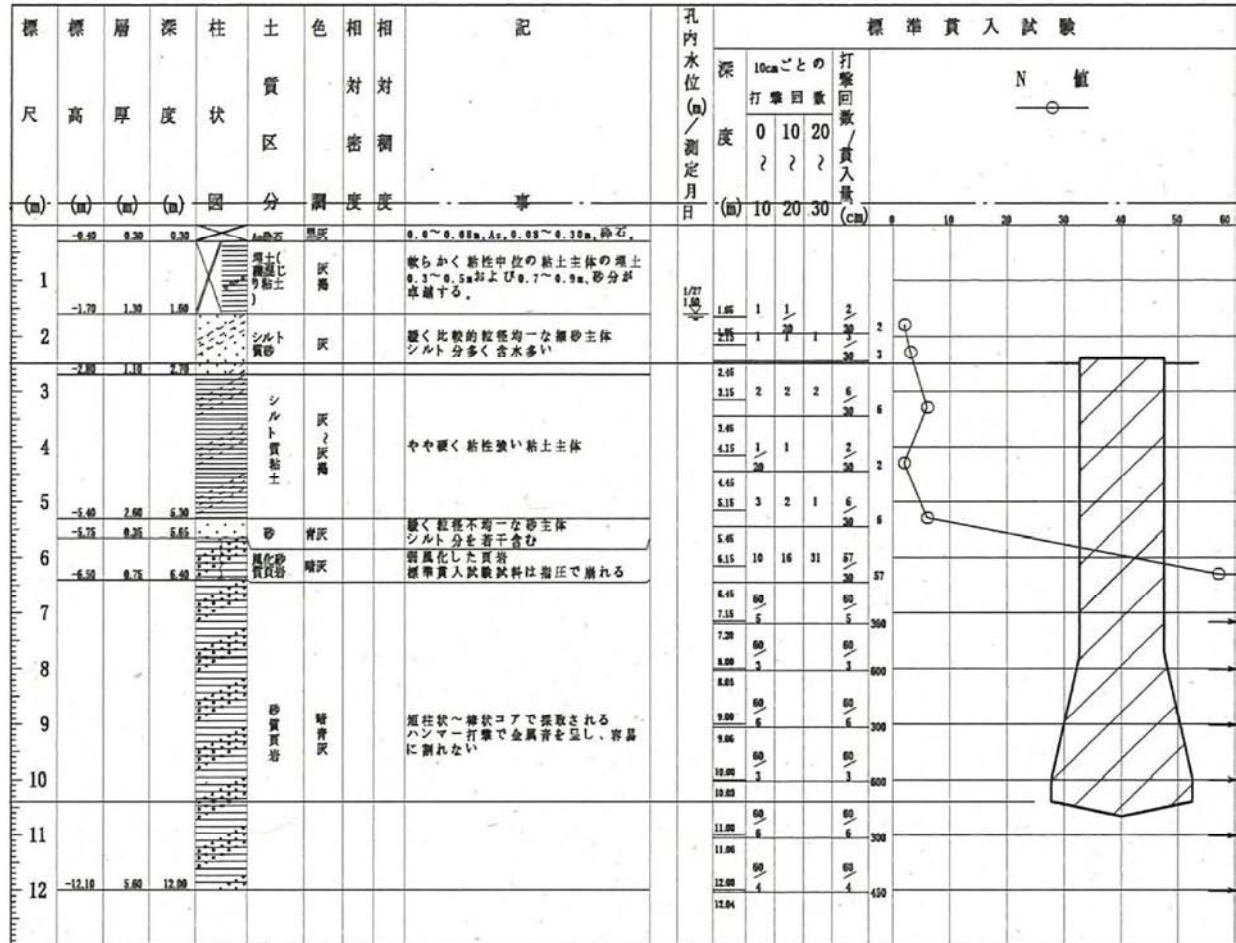 標尺(m)
標高(m)
層厚(m)
深度(m)
柱状図
土質区分
色調
相対密度
相対稠度
記事
孔内水位(m)/測定月日
標準貫入試験
深度(m)
10cmごとの打撃回数
0 10 20
〜 〜 〜
10 20 30
打撃回数/貫入量(cm)
N 値
0 10 20 30 40 50 60
-0.40 0.30 0.30 As砕石 黒灰 0.0〜0.08m,As,0.08〜0.30m,砕石。
1
-1.70 1.30 1.60
埋土(礫混じり粘土)
灰褐
軟らかく粘性中位の粘土主体の埋土
0.3〜0.5mおよび0.7〜0.9m,砂分が
卓越する。
1/27
1.05 1 1/20 2/30 2
2
-2.80 1.10 2.70
シルト質砂
灰
緩く比較的粒径均一な細砂主体
シルト分多く含水多い
2.15 1 1 1 3/30 3
2.45
3
3.15 2 2 2 6/30 6
3.45
4
シルト質粘土
灰〜灰褐
やや硬く粘性強い粘土主体
4.15 1/20 1 2/30 2
4.45
5
-5.40 2.60 5.30
5.15 3 2 1 6/30 6
5.45
-5.75 0.35 5.65 砂 青灰
緩く粒径不均一な砂主体
シルト分を若干含む
6
-6.50 0.75 6.40
風化砂質頁岩
暗灰
弱風化した頁岩
標準貫入試験試料は指圧で崩れる
6.15 10 16 31 57/30 57
6.45
7
7.15 60/5 60/5 360
7.20
8
8.00 60/3 60/3 600
8.03
9
砂質頁岩
暗青灰
短柱状〜棒状コアで採取される
ハンマー打撃で金属音を呈し、容易
に割れない
9.00 60/6 60/6 300
9.06
10
10.00 60/3 60/3 600
10.03
11
11.00 60/6 60/6 300
11.06
12
-12.10 5.60 12.00
12.00 60/4 60/4 450
12.04